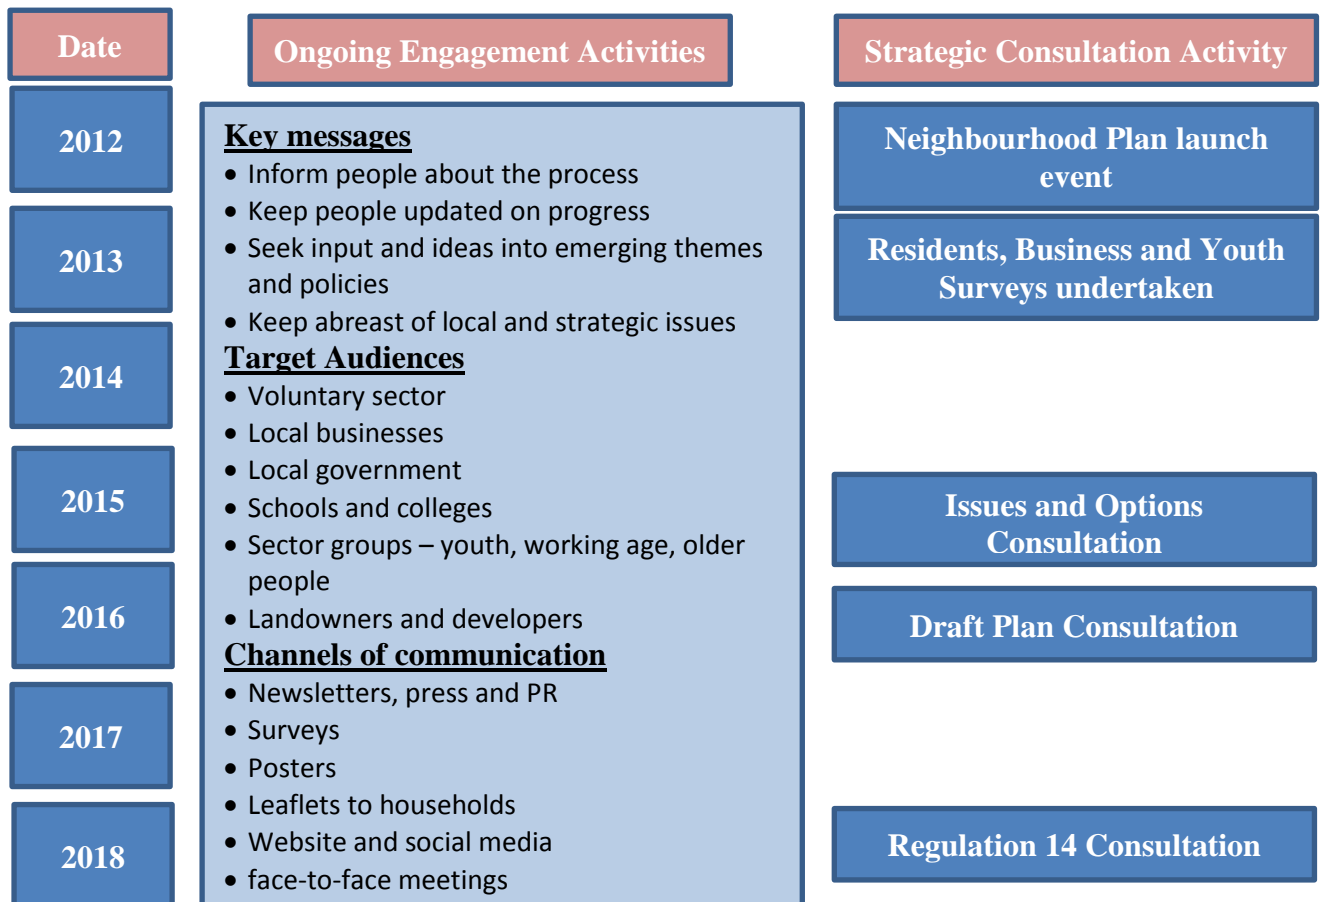 Date
Ongoing Engagement Activities
Strategic Consultation Activity
2012
2013
2014
2015
2016
2017
2018
Key messages
• Inform people about the process
• Keep people updated on progress
• Seek input and ideas into emerging themes
and policies
• Keep abreast of local and strategic issues
Target Audiences
• Voluntary sector
• Local businesses
• Local government
• Schools and colleges
• Sector groups – youth, working age, older
people
• Landowners and developers
Channels of communication
• Newsletters, press and PR
• Surveys
• Posters
• Leaflets to households
• Website and social media
• face-to-face meetings
Neighbourhood Plan launch
event
Residents, Business and Youth
Surveys undertaken
Issues and Options
Consultation
Draft Plan Consultation
Regulation 14 Consultation